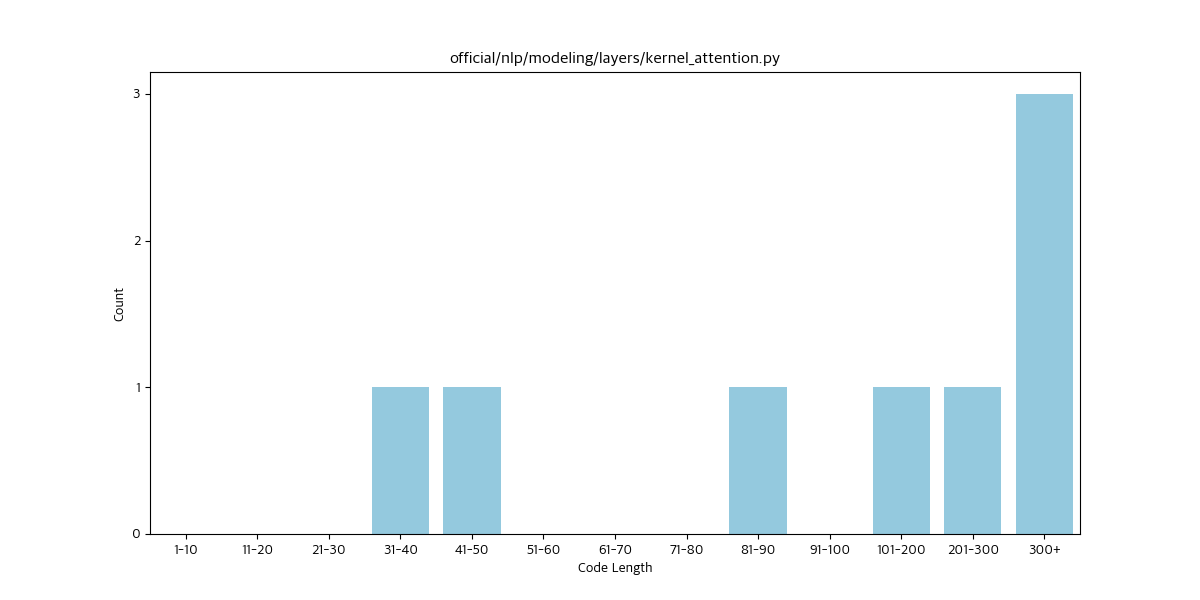 official/nlp/modeling/layers/kernel_attention.py
3
2
1
0
Count
1-10 11-20 21-30 31-40 41-50 51-60 61-70 71-80 81-90 91-100 101-200 201-300 300+
Code Length